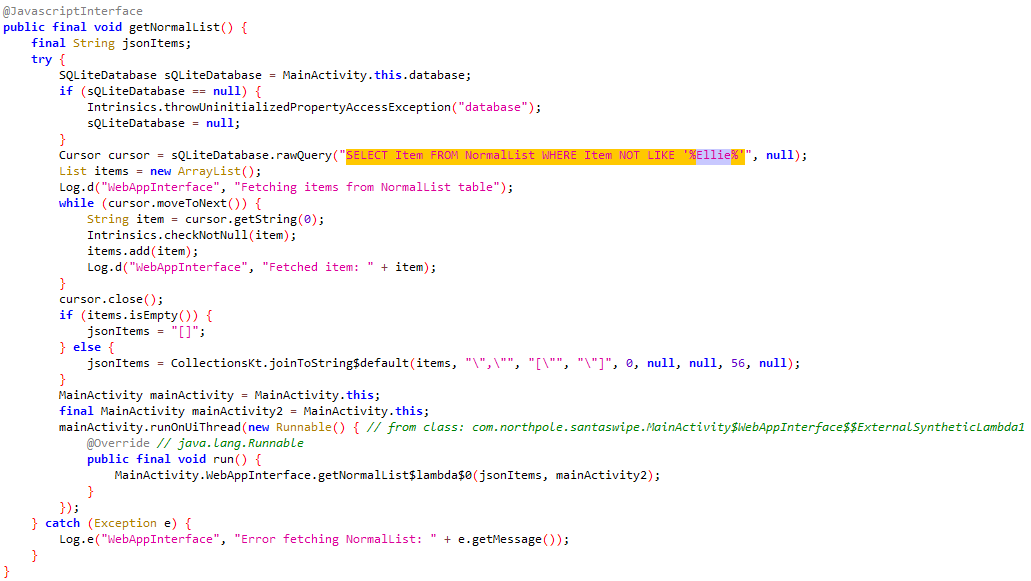 @JavascriptInterface
public final void getNormalList() {
    final String jsonItems;
    try {
        SQLiteDatabase sQLiteDatabase = MainActivity.this.database;
        if (sQLiteDatabase == null) {
            Intrinsics.throwUninitializedPropertyAccessException("database");
            sQLiteDatabase = null;
        }
        Cursor cursor = sQLiteDatabase.rawQuery("SELECT Item FROM NormalList WHERE Item NOT LIKE '%Ellie%'", null);
        List items = new ArrayList();
        Log.d("WebAppInterface", "Fetching items from NormalList table");
        while (cursor.moveToNext()) {
            String item = cursor.getString(0);
            Intrinsics.checkNotNull(item);
            items.add(item);
            Log.d("WebAppInterface", "Fetched item: " + item);
        }
        cursor.close();
        if (items.isEmpty()) {
            jsonItems = "[]";
        } else {
            jsonItems = CollectionsKt.joinToString$default(items, "\",\"", "[\"", "\"]", 0, null, null, 56, null);
        }
        MainActivity mainActivity = MainActivity.this;
        final MainActivity mainActivity2 = MainActivity.this;
        mainActivity.runOnUiThread(new Runnable() { // from class: com.northpole.santaswipe.MainActivity$WebAppInterface$$ExternalSyntheticLambda1
            @Override // java.lang.Runnable
            public final void run() {
                MainActivity.WebAppInterface.getNormalList$lambda$0(jsonItems, mainActivity2);
            }
        });
    } catch (Exception e) {
        Log.e("WebAppInterface", "Error fetching NormalList: " + e.getMessage());
    }
}